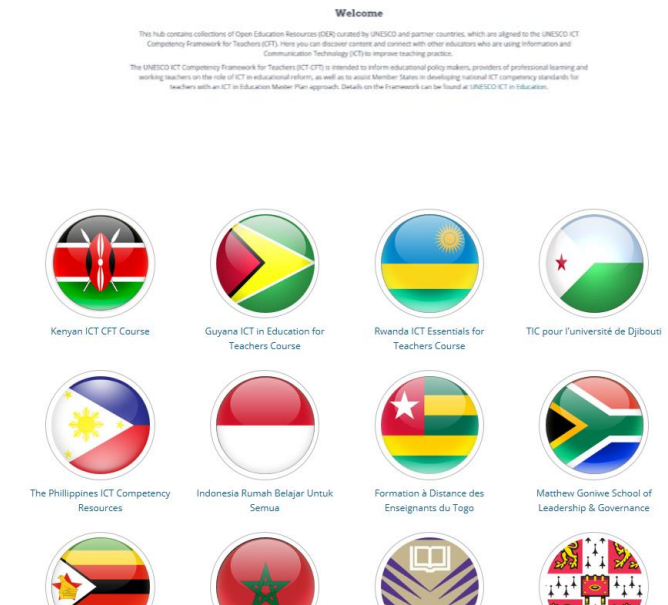 Welcome
This hub contains collections of Open Education Resources (OER) curated by UNESCO and partner countries, which are aligned to the UNESCO ICT
Competency Framework for Teachers (CFT). Here you can discover content and connect with other educators who are using Information and
Communication Technology (ICT) to improve teaching practice.
The UNESCO ICT Competency Framework for Teachers (ICT-CFT) is intended to inform educational policy makers, providers of professional learning and
working teachers on the role of ICT in educational reform, as well as to assist Member States in developing national ICT competency standards for
teachers with an ICT in Education Master Plan approach. Details on the Framework can be found at UNESCO ICT in Education.
Kenyan ICT CFT Course
Guyana ICT in Education for
Teachers Course
Rwanda ICT Essentials for
Teachers Course
TIC pour l'université de Djibouti
The Phillippines ICT Competency
Resources
Indonesia Rumah Belajar Untuk
Semua
Formation à Distance des
Enseignants du Togo
Matthew Goniwe School of
Leadership & Governance